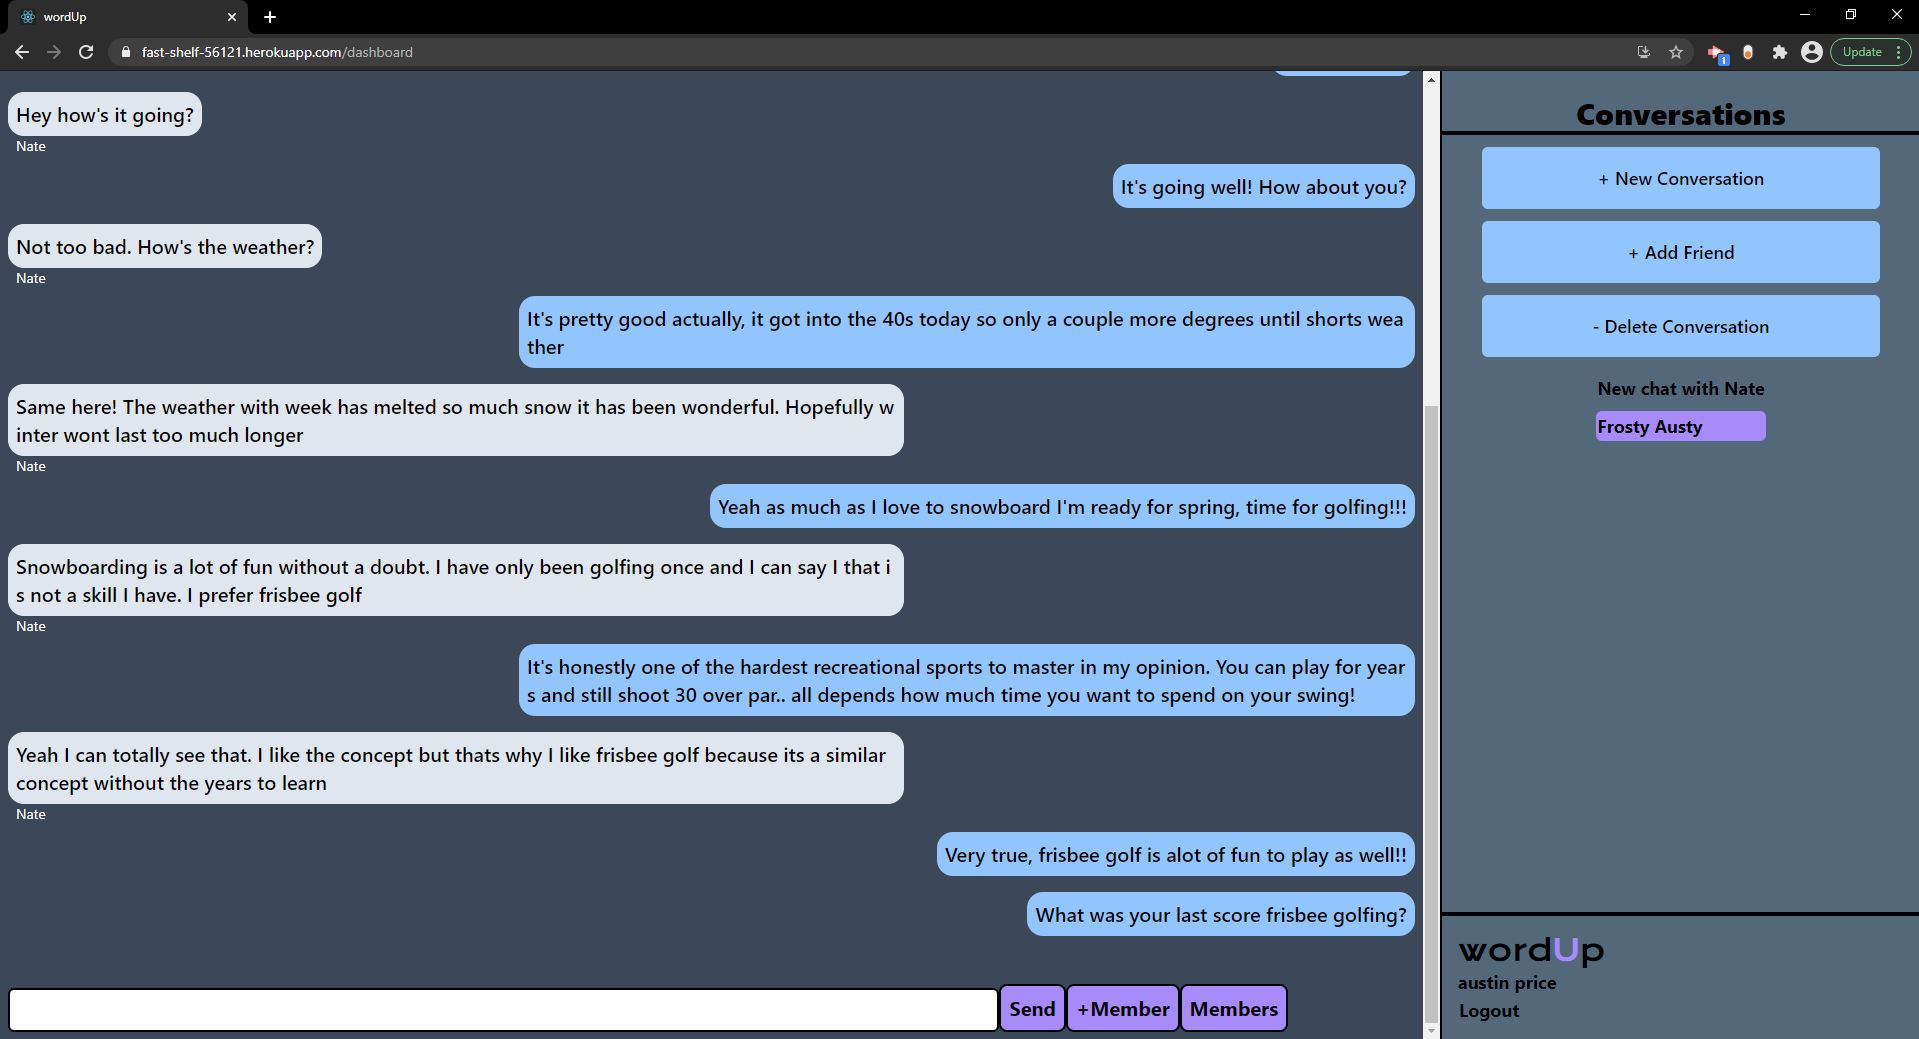 wordUp
fast-shelf-56121.herokuapp.com/dashboard
1
Update
Hey how's it going?
Nate
It's going well! How about you?
Not too bad. How's the weather?
Nate
It's pretty good actually, it got into the 40s today so only a couple more degrees until shorts wea
ther
Same here! The weather with week has melted so much snow it has been wonderful. Hopefully w
inter wont last too much longer
Nate
Yeah as much as I love to snowboard I'm ready for spring, time for golfing!!!
Snowboarding is a lot of fun without a doubt. I have only been golfing once and I can say I that i
s not a skill I have. I prefer frisbee golf
Nate
It's honestly one of the hardest recreational sports to master in my opinion. You can play for year
s and still shoot 30 over par.. all depends how much time you want to spend on your swing!
Yeah I can totally see that. I like the concept but thats why I like frisbee golf because its a similar
concept without the years to learn
Nate
Very true, frisbee golf is alot of fun to play as well!!
What was your last score frisbee golfing?
Send
+Member
Members
Conversations
+ New Conversation
+ Add Friend
- Delete Conversation
New chat with Nate
Frosty Austy
wordUp
austin price
Logout